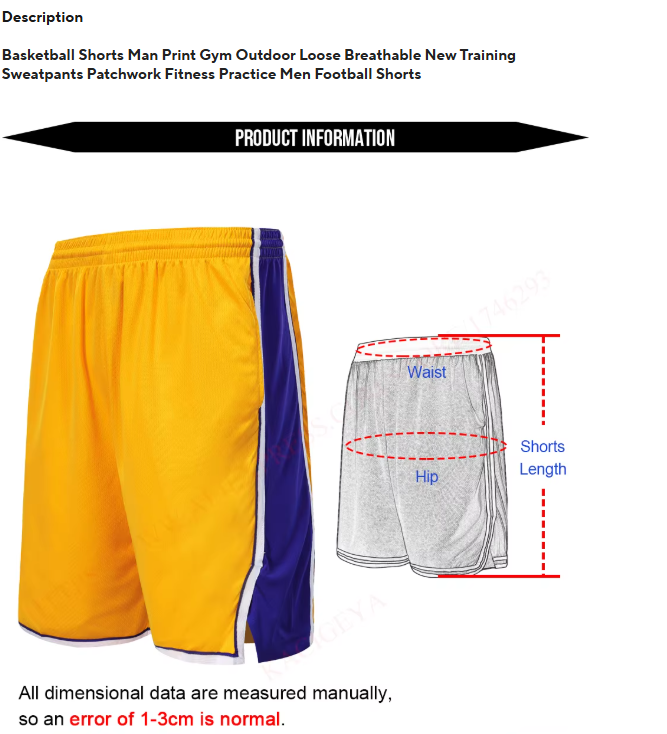 Description
Basketball Shorts Man Print Gym Outdoor Loose Breathable New Training
Sweatpants Patchwork Fitness Practice Men Football Shorts
PRODUCT INFORMATION
Waist
Hip
Shorts
Length
All dimensional data are measured manually,
so an error of 1-3cm is normal.